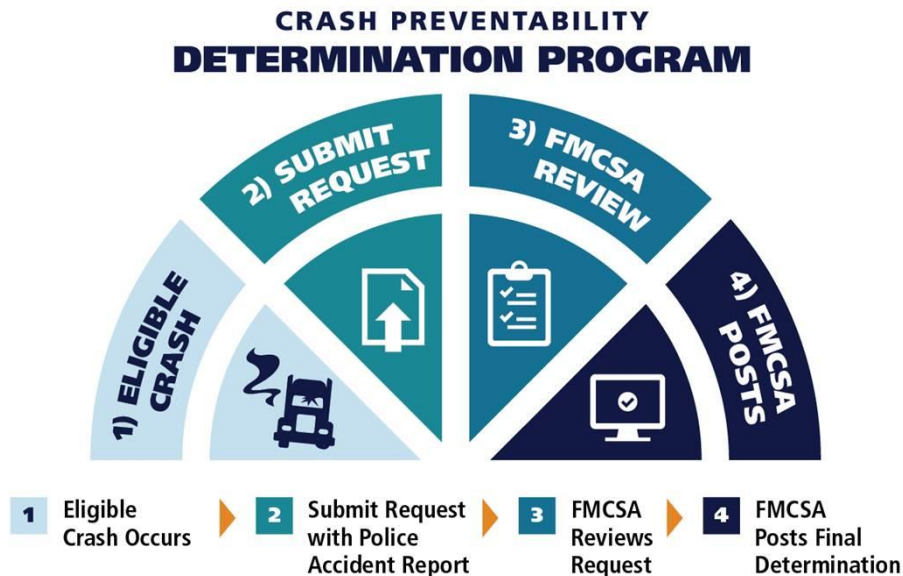 CRASH PREVENTABILITY
DETERMINATION PROGRAM
1) ELIGIBLE
CRASH
2) SUBMIT
REQUEST
3) FMCSA
REVIEW
4) FMCSA
POSTS
1 Eligible
Crash Occurs
2 Submit Request
with Police
Accident Report
3 FMCSA
Reviews
Request
4 FMCSA
Posts Final
Determination